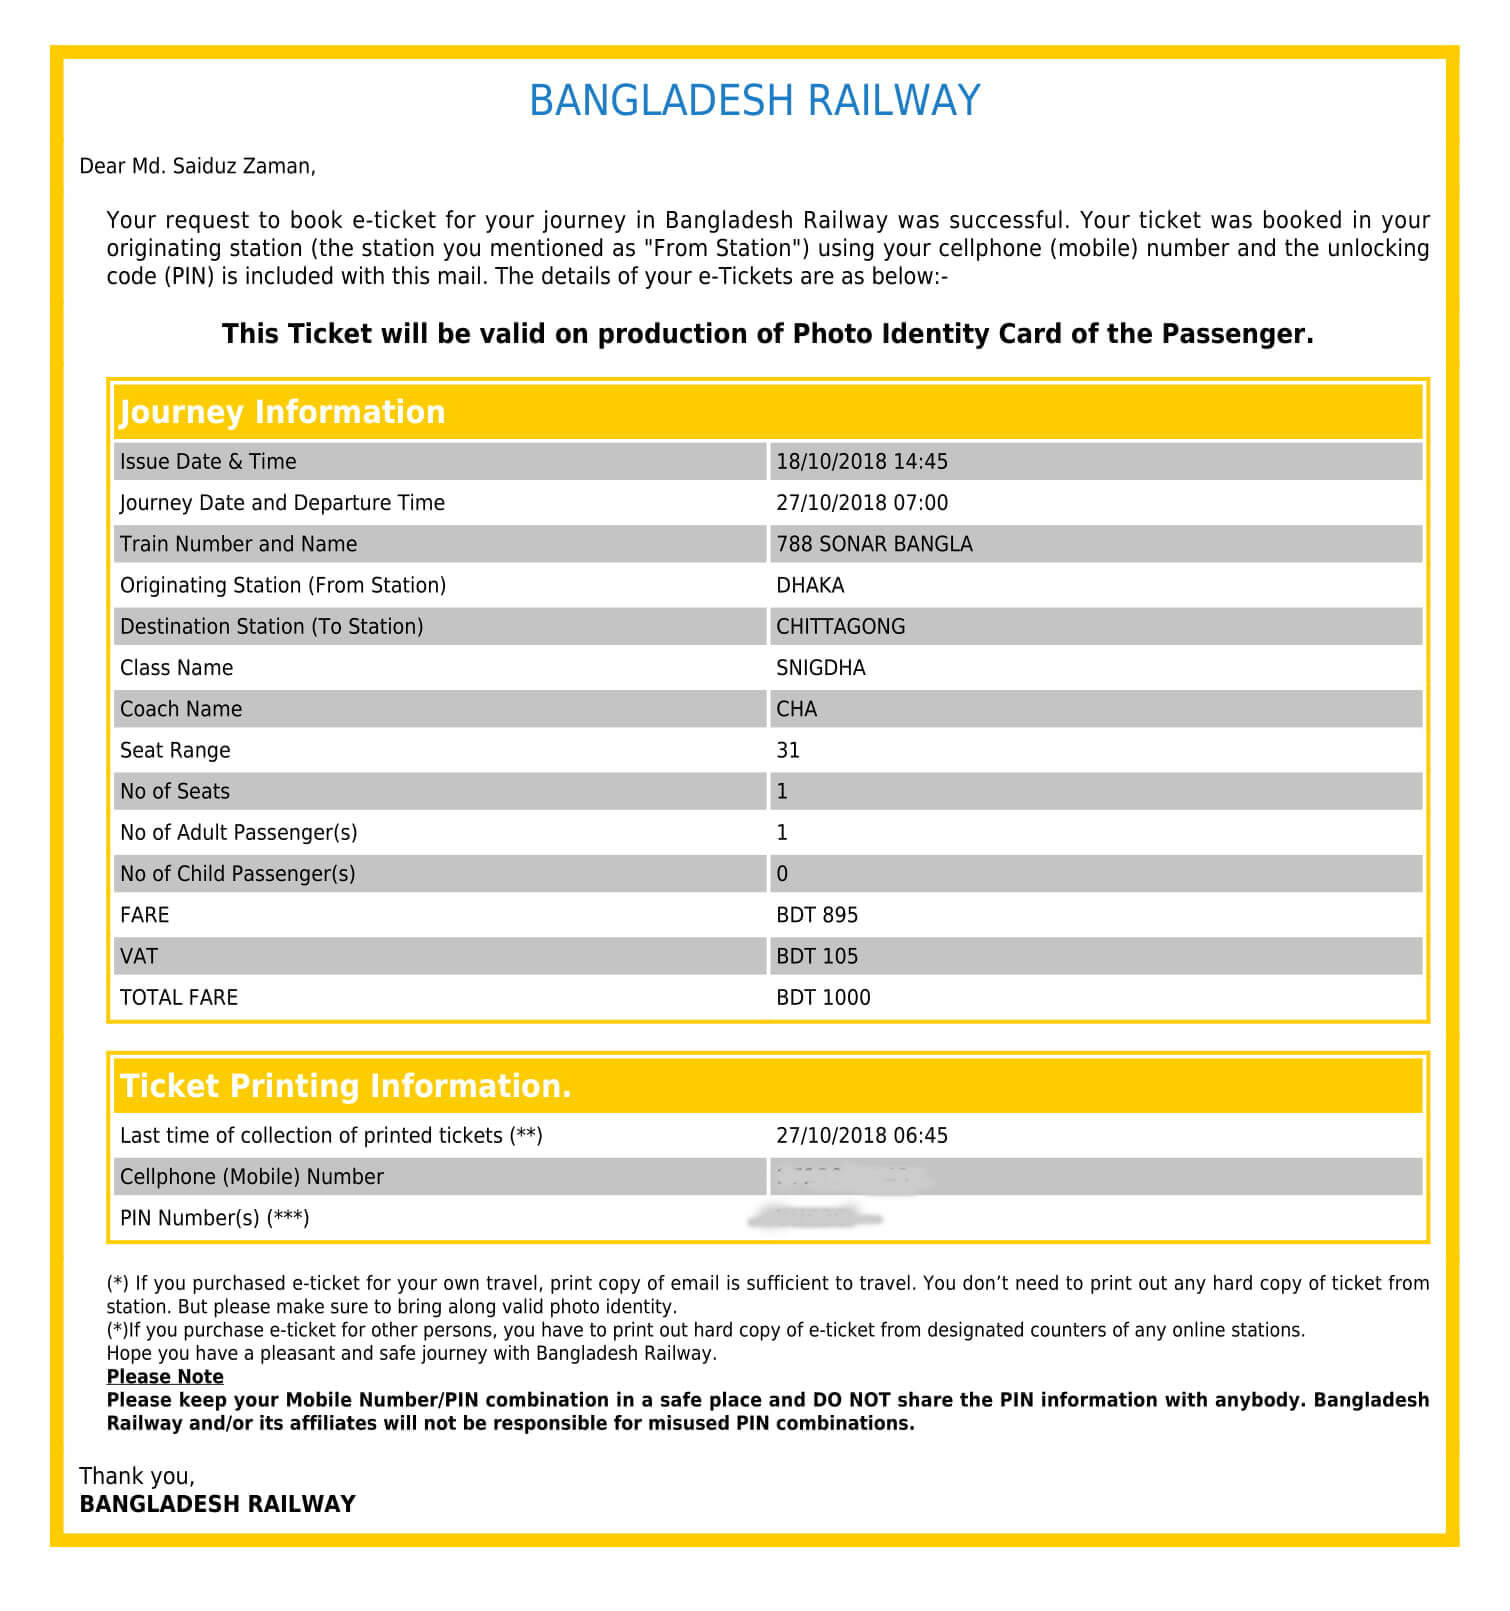 BANGLADESH RAILWAY
Dear Md. Saiduz Zaman,
Your request to book e-ticket for your journey in Bangladesh Railway was successful. Your ticket was booked in your
originating station (the station you mentioned as "From Station") using your cellphone (mobile) number and the unlocking
code (PIN) is included with this mail. The details of your e-Tickets are as below:-
This Ticket will be valid on production of Photo Identity Card of the Passenger.
Journey Information
Issue Date & Time 18/10/2018 14:45
Journey Date and Departure Time 27/10/2018 07:00
Train Number and Name 788 SONAR BANGLA
Originating Station (From Station) DHAKA
Destination Station (To Station) CHITTAGONG
Class Name SNIGDHA
Coach Name CHA
Seat Range 31
No of Seats 1
No of Adult Passenger(s) 1
No of Child Passenger(s) 0
FARE BDT 895
VAT BDT 105
TOTAL FARE BDT 1000
Ticket Printing Information.
Last time of collection of printed tickets (**) 27/10/2018 06:45
Cellphone (Mobile) Number
PIN Number(s) (***)
(*) If you purchased e-ticket for your own travel, print copy of email is sufficient to travel. You don’t need to print out any hard copy of ticket from
station. But please make sure to bring along valid photo identity.
(*)If you purchase e-ticket for other persons, you have to print out hard copy of e-ticket from designated counters of any online stations.
Hope you have a pleasant and safe journey with Bangladesh Railway.
Please Note
Please keep your Mobile Number/PIN combination in a safe place and DO NOT share the PIN information with anybody. Bangladesh
Railway and/or its affiliates will not be responsible for misused PIN combinations.
Thank you,
BANGLADESH RAILWAY